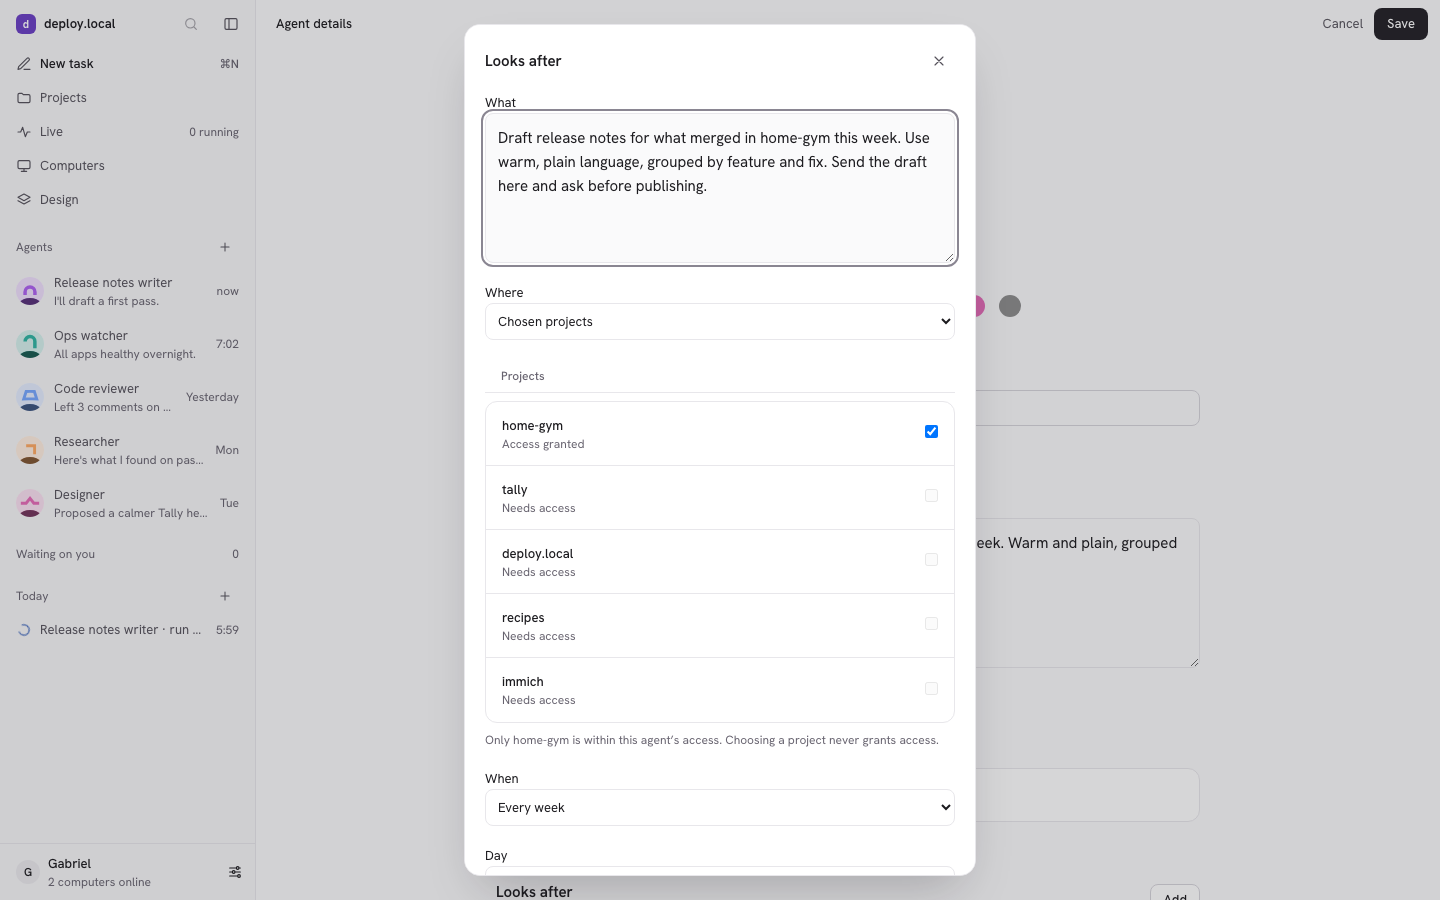 d deploy.local
New task ⌘N
Projects
Live 0 running
Computers
Design
Agents
Release notes writer
I'll draft a first pass. now
Ops watcher
All apps healthy overnight. 7:02
Code reviewer
Left 3 comments on ... Yesterday
Researcher
Here's what I found on pas... Mon
Designer
Proposed a calmer Tally he... Tue
Waiting on you 0
Today
Release notes writer · run ... 5:59
G
Gabriel
2 computers online
Agent details
Cancel
Save
Looks after
What
Draft release notes for what merged in home-gym this week. Use
warm, plain language, grouped by feature and fix. Send the draft
here and ask before publishing.
Where
Chosen projects
Projects
home-gym
Access granted
tally
Needs access
deploy.local
Needs access
recipes
Needs access
immich
Needs access
Only home-gym is within this agent’s access. Choosing a project never grants access.
When
Every week
Day
eek. Warm and plain, grouped
Looks after
Add